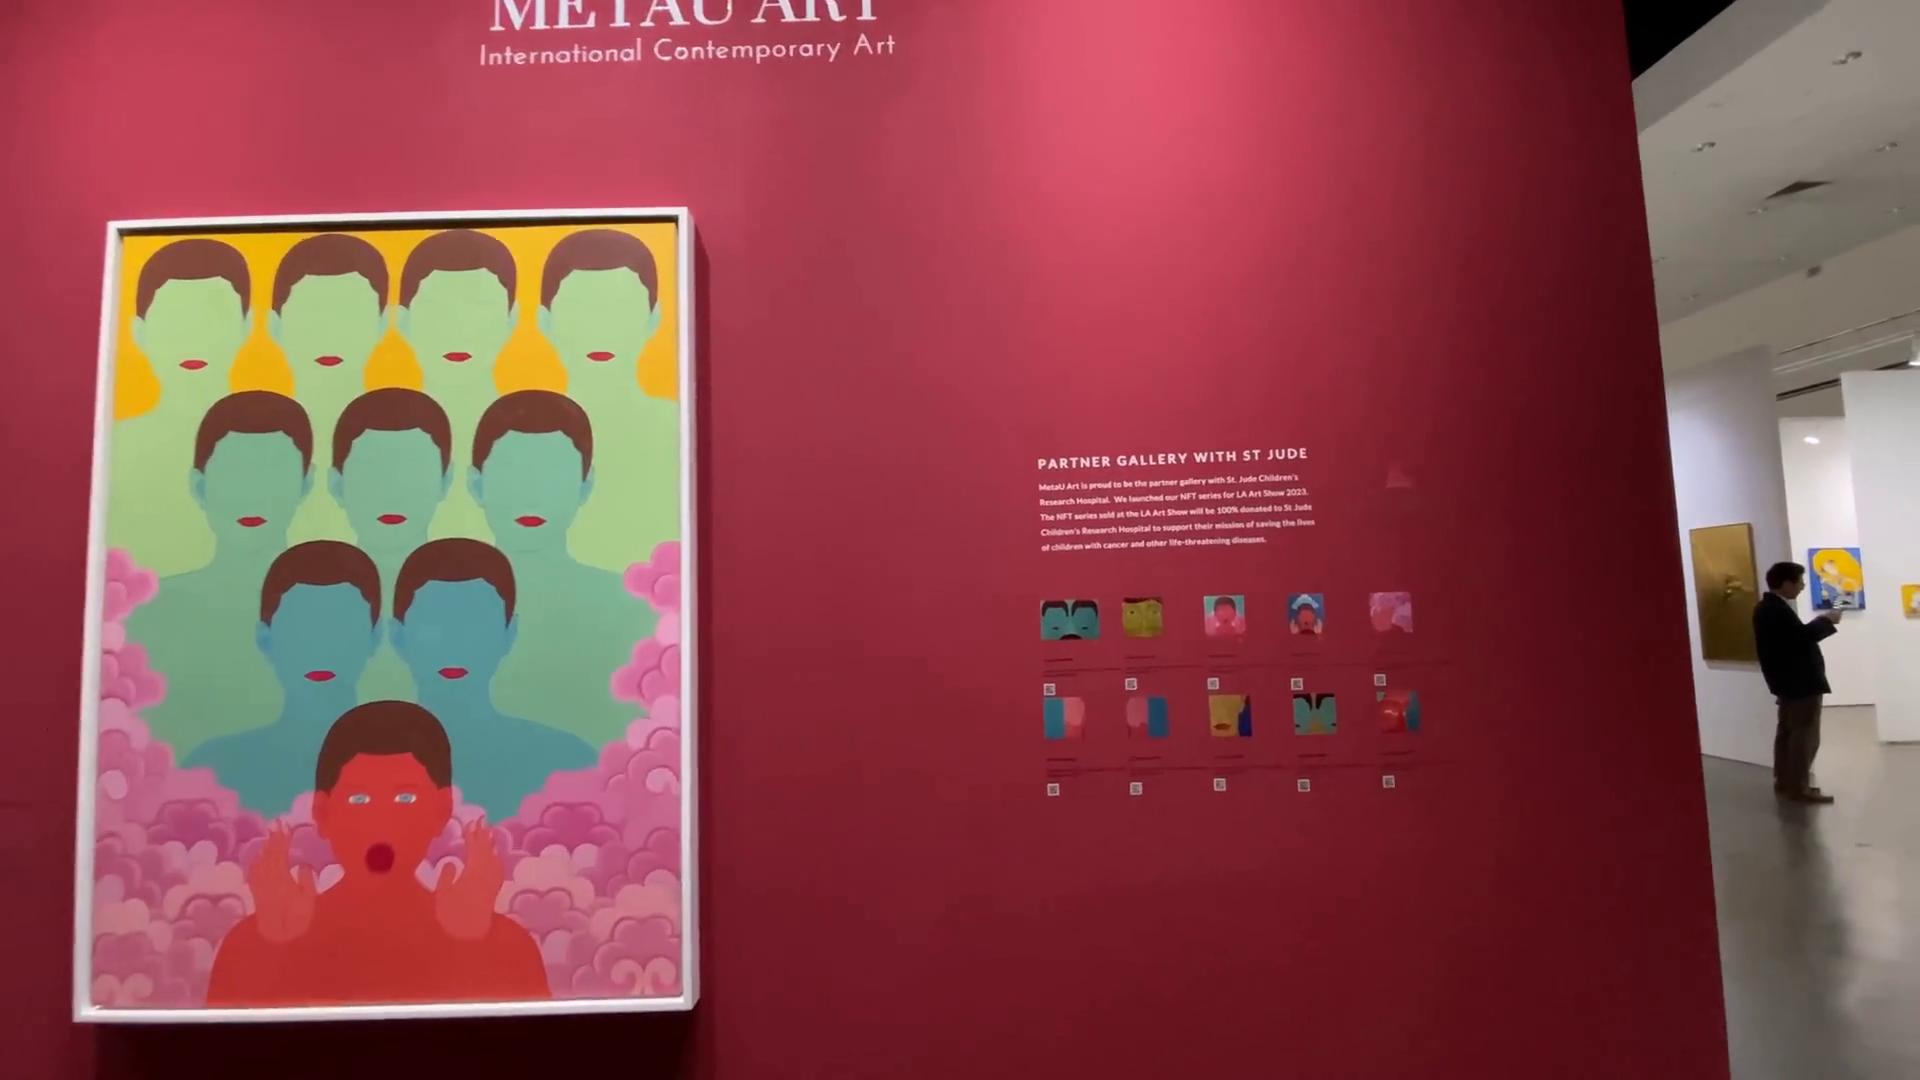 METAU ART
International Contemporary Art
PARTNER GALLERY WITH ST JUDE
MetaU Art is proud to be the partner gallery with St. Jude Children's
Research Hospital. We launched our NFT series for LA Art Show 2023.
The NFT series sold at the LA Art Show will be 100% donated to St Jude
Children's Research Hospital to support their mission of saving the lives
of children with cancer and other life-threatening diseases.